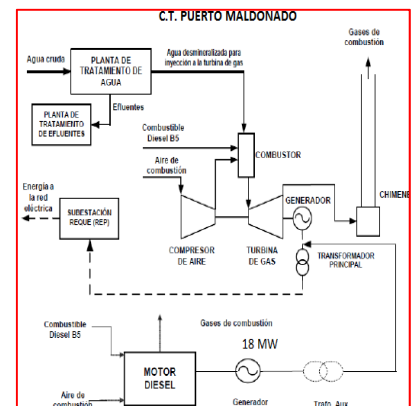 C.T. PUERTO MALDONADO
Gases de
combustión
Agua cruda
PLANTA DE
TRATAMIENTO DE
AGUA
Agua desmineralizada para
inyección a la turbina de gas
Efluentes
PLANTA DE
TRATAMIENTO
DE EFLUENTES
Combustible
Diesel B5
COMBUSTOR
Aire de
combustión
Energía a
la red
eléctrica
SUBESTACIÓN
REQUE (REP)
GENERADOR
CHIMENE
COMPRESOR
DE AIRE
TURBINA
DE GAS
TRANSFORMADOR
PRINCIPAL
Combustible
Diesel B5
Gases de combustión
18 MW
MOTOR
DIESEL
Aire de
combustión
Generador
Trafo Aux